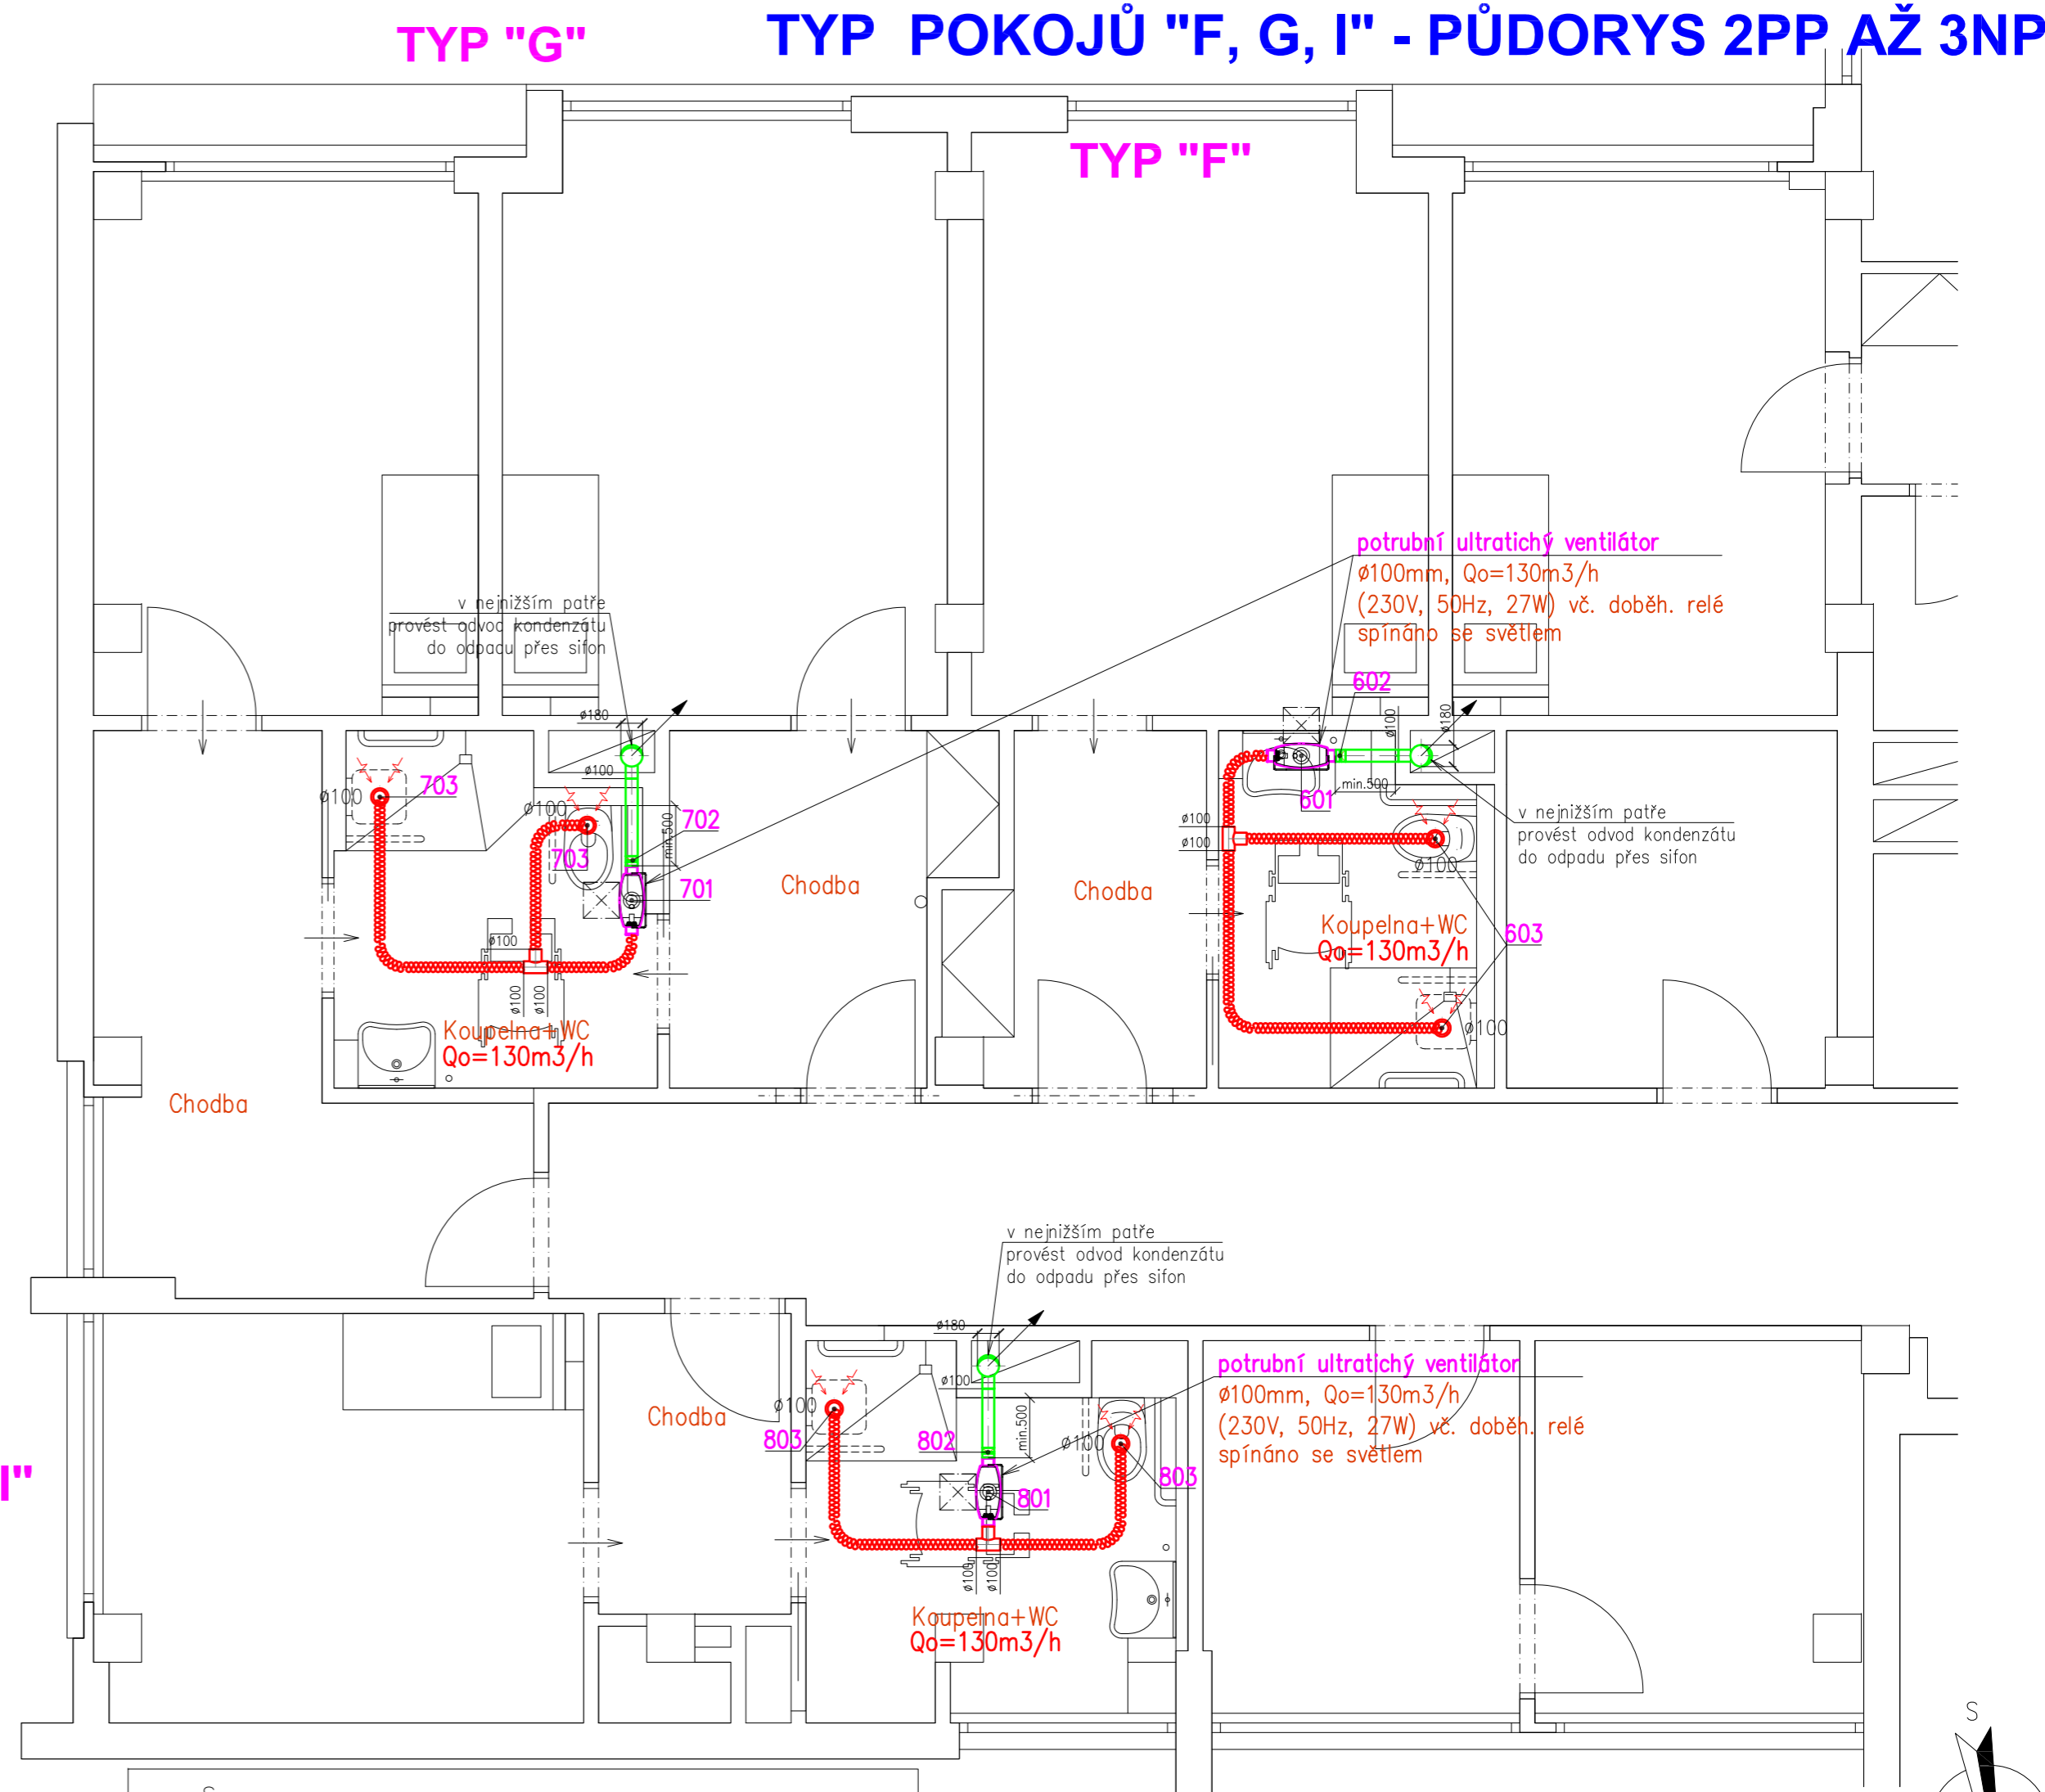 TYP "G"
TYP POKOJŮ "F, G, I" - PŮDORYS 2PP AŽ 3NP
TYP "F"
potrubní ultratichý ventilátor
ø100mm, Qo=130m3/h
(230V, 50Hz, 27W) vč. doběh. relé
spínáno se světlem
v nejnižším patře
provést odvod kondenzátu
do odpadu přes sifon
602
ø180
ø100
ø100
ø180
703
ø100
ø100
702
min.500
703
701
601
min.500
ø100
ø100
ø100
v nejnižším patře
provést odvod kondenzátu
do odpadu přes sifon
Chodba
Chodba
Koupelna+WC
Qo=130m3/h
603
ø100
ø100
ø100
ø100
Koupelna+WC
Qo=130m3/h
Chodba
v nejnižším patře
provést odvod kondenzátu
do odpadu přes sifon
ø180
ø100
potrubní ultratichý ventilátor
ø100mm, Qo=130m3/h
(230V, 50Hz, 27W) vč. doběh. relé
spínáno se světlem
Chodba
ø100
803
802
min.500
ø100
803
801
I"
ø100
ø100
Koupelna+WC
Qo=130m3/h
S